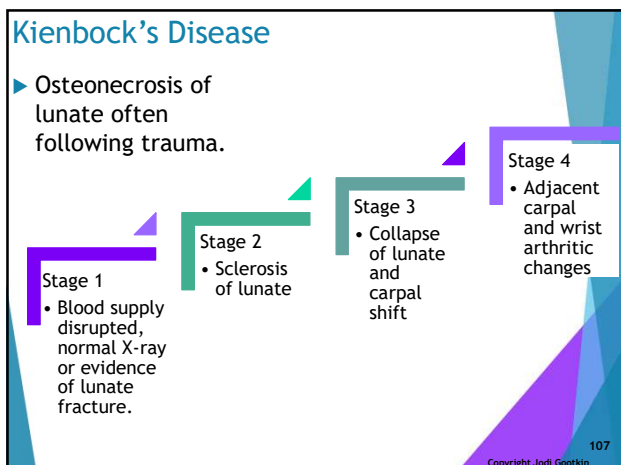 Kienbock's Disease
Osteonecrosis of
lunate often
following trauma.
Stage 1
• Blood supply
disrupted,
normal X-ray
or evidence
of lunate
fracture.
Stage 2
• Sclerosis
of lunate
Stage 3
• Collapse
of lunate
and
carpal
shift
Stage 4
• Adjacent
carpal
and wrist
arthritic
changes
107
Copyright Jodi Gootkin